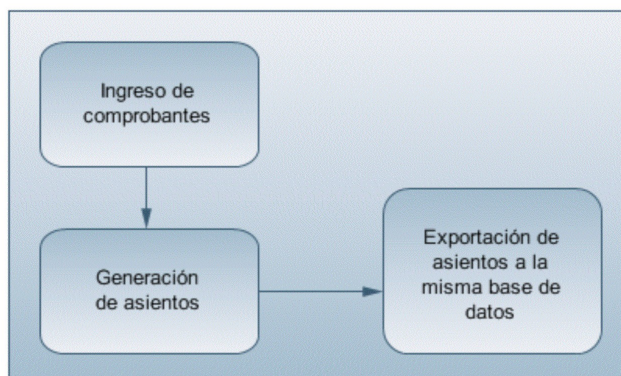 Ingreso de
comprobantes
Generación
de asientos
Exportación de
asientos a la
misma base de
datos